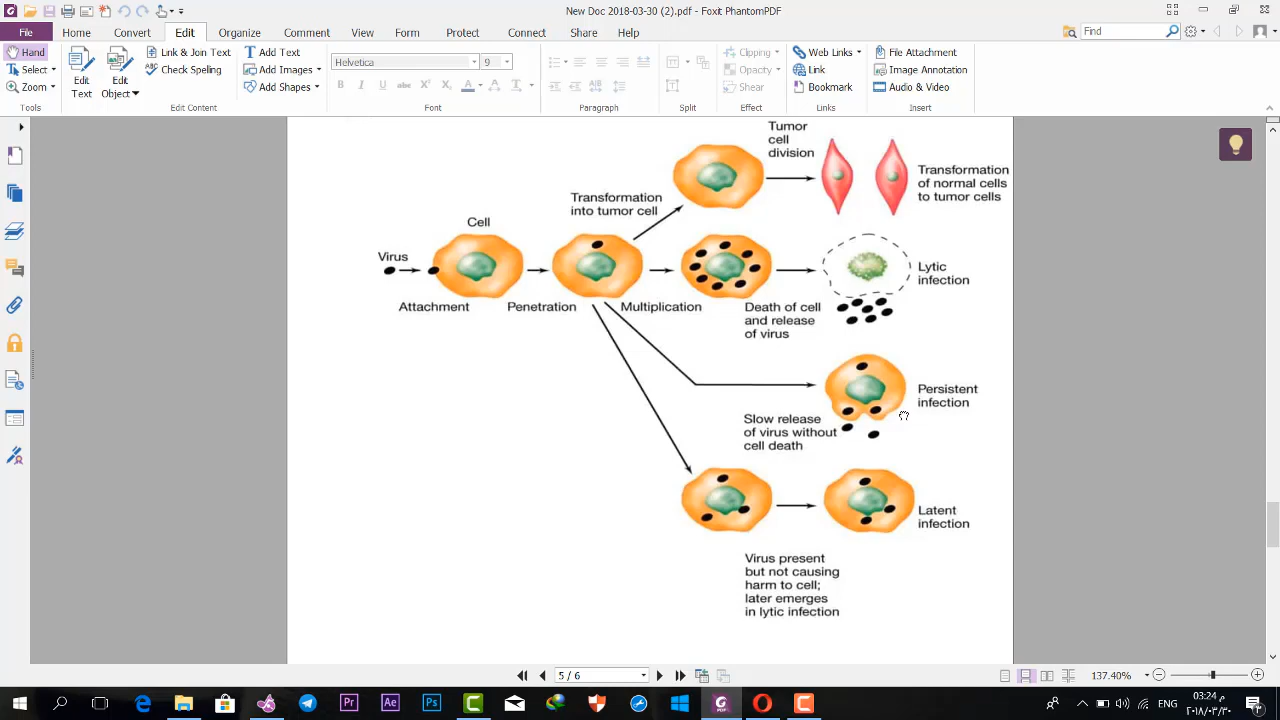 New Doc 2018-03-30 (2).pdf - Foxit PhantomPDF
File Home Convert Edit Organize Comment View Form Protect Connect Share Help
Find
Hand
Select
Zoom
Tools
Edit Text
Edit Object
Link & Join Text
Check Spelling
Edit Content
Add Text
Add Images
Add Shapes
Helvetica 9
B I U abc X² X₂ A T
Font
Paragraph
Split
Clipping
Opacity
Shear
Effect
Web Links
Link
Bookmark
Links
File Attachment
Image Annotation
Audio & Video
Insert
Tumor
cell
division
Transformation
of normal cells
to tumor cells
Transformation
into tumor cell
Cell
Virus
Attachment
Penetration
Multiplication
Death of cell
and release
of virus
Lytic
infection
Persistent
infection
Slow release
of virus without
cell death
Latent
infection
Virus present
but not causing
harm to cell;
later emerges
in lytic infection
5 / 6
137.40%
Pr Ae Ps
03:24